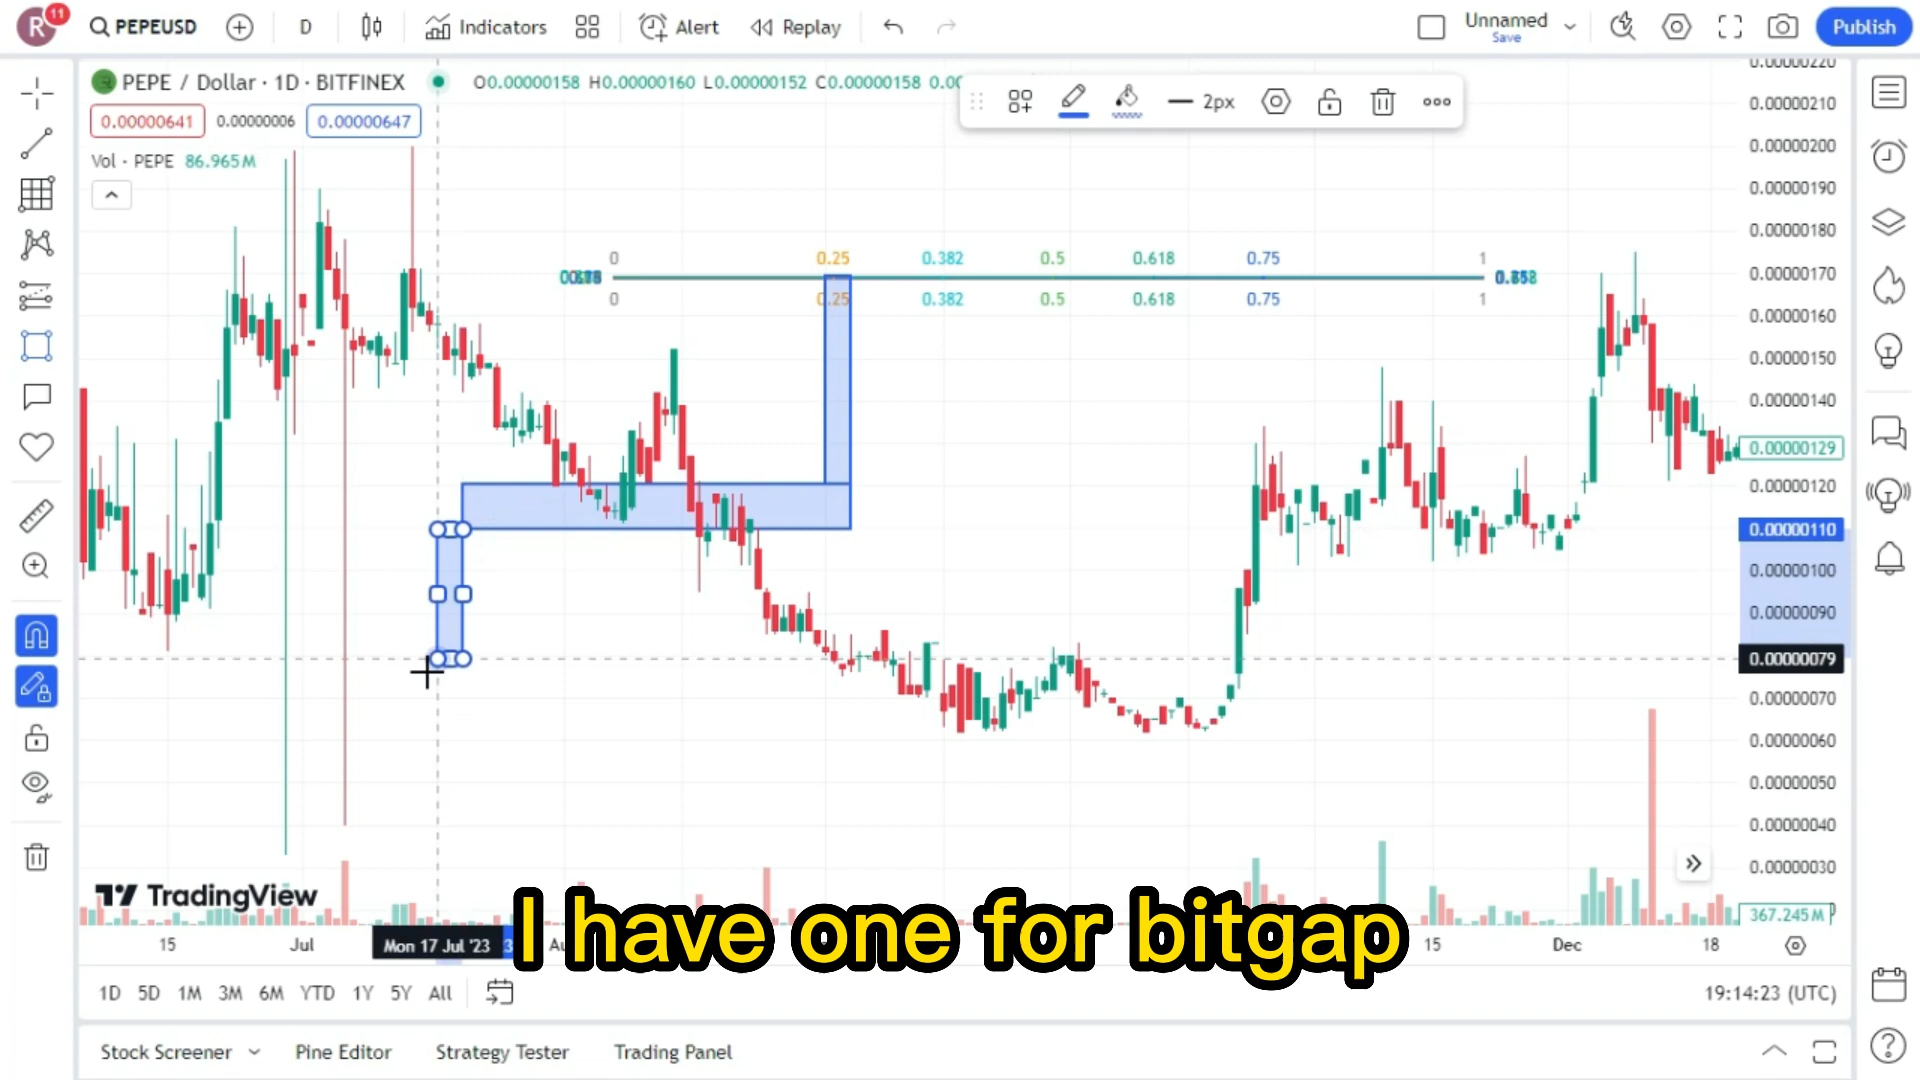 R 11 PEPEUSD D Indicators Alert Replay Unnamed Save Publish
PEPE / Dollar · 1D · BITFINEX O0.00000158 H0.00000160 L0.00000152 C0.00000158
0.00000641 0.00000006 0.00000647 2px
Vol · PEPE 86.965M
0 0.25 0.382 0.5 0.618 0.75 1
0 0.25 0.382 0.5 0.618 0.75 1
0.00000220
0.00000210
0.00000200
0.00000190
0.00000180
0.00000170
0.00000160
0.00000150
0.00000140
0.00000129
0.00000120
0.00000110
0.00000100
0.00000090
0.00000079
0.00000070
0.00000060
0.00000050
0.00000040
0.00000030
367.245M
TradingView
I have one for bitgap
15 Jul Mon 17 Jul '23 15 Dec 18
1D 5D 1M 3M 6M YTD 1Y 5Y All 19:14:23 (UTC)
Stock Screener Pine Editor Strategy Tester Trading Panel